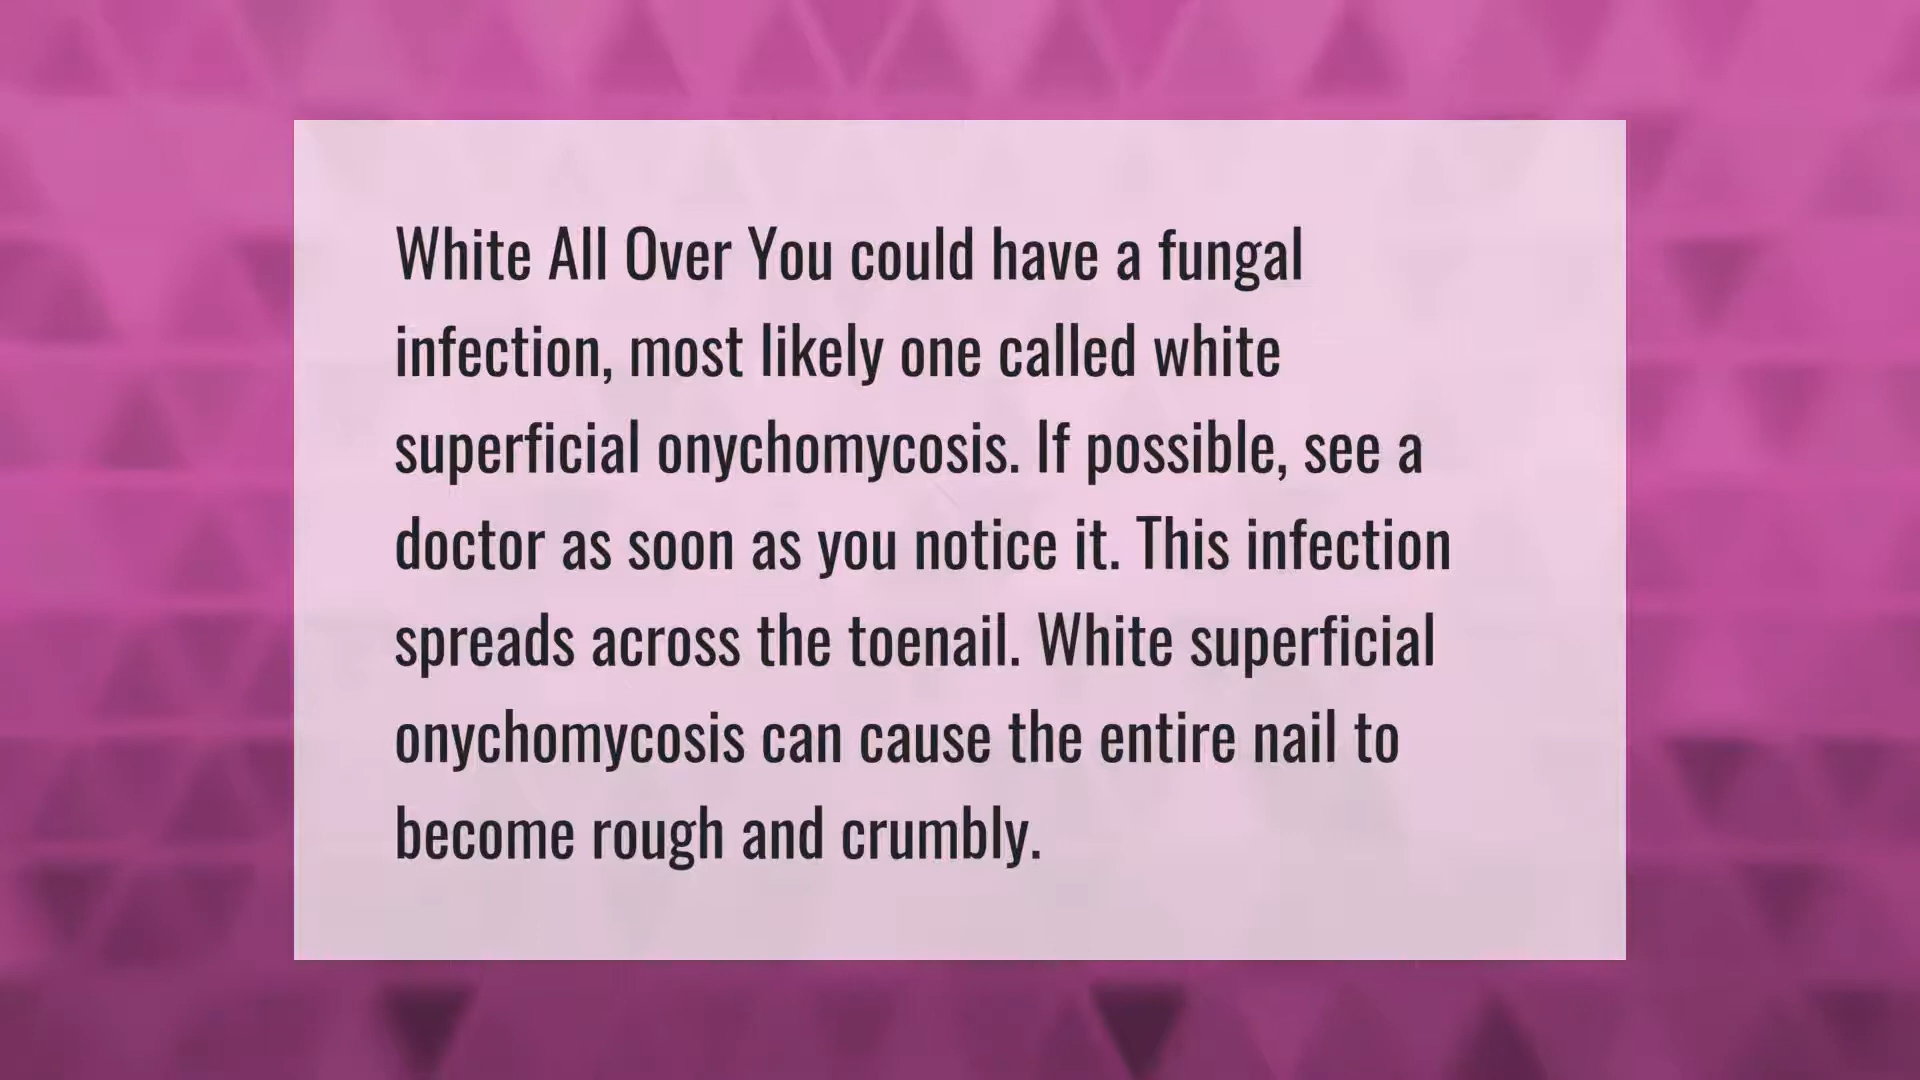 White All Over You could have a fungal
infection, most likely one called white
superficial onychomycosis. If possible, see a
doctor as soon as you notice it. This infection
spreads across the toenail. White superficial
onychomycosis can cause the entire nail to
become rough and crumbly.